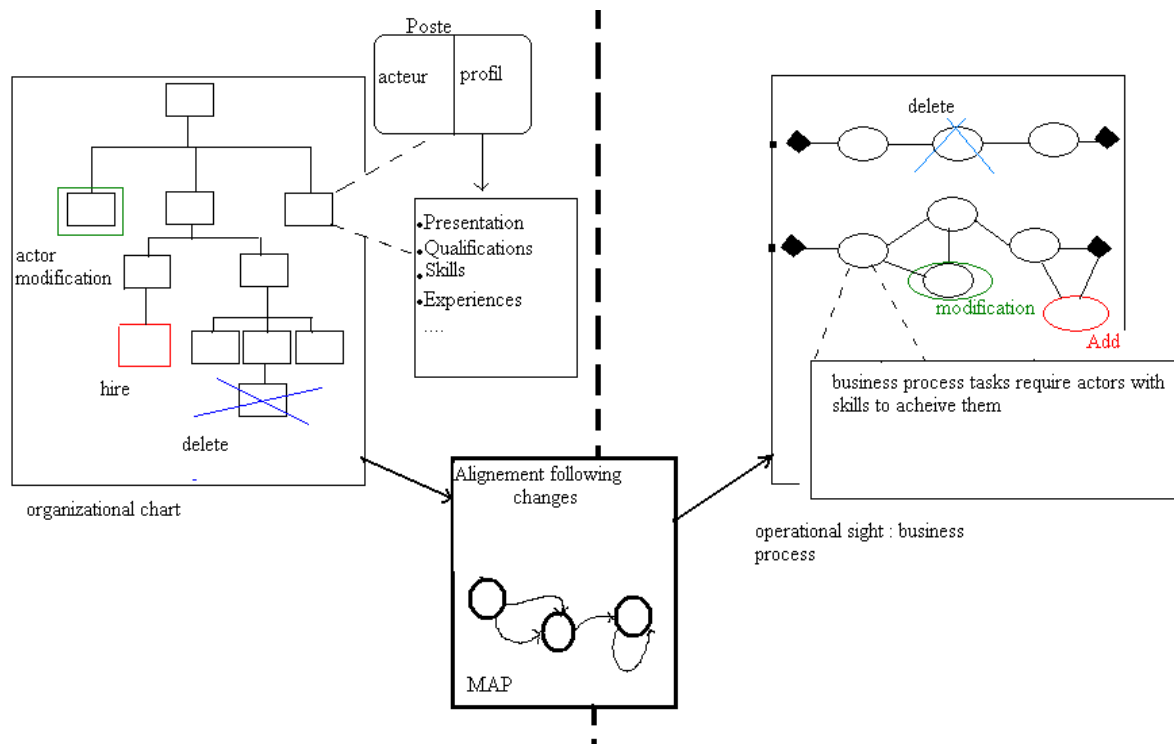 Poste
acteur
profil
Presentation
Qualifications
Skills
Experiences
....
actor
modification
hire
delete
organizational chart
Alignement following
changes
MAP
delete
modification
Add
business process tasks require actors with
skills to acheive them
operational sight : business
process